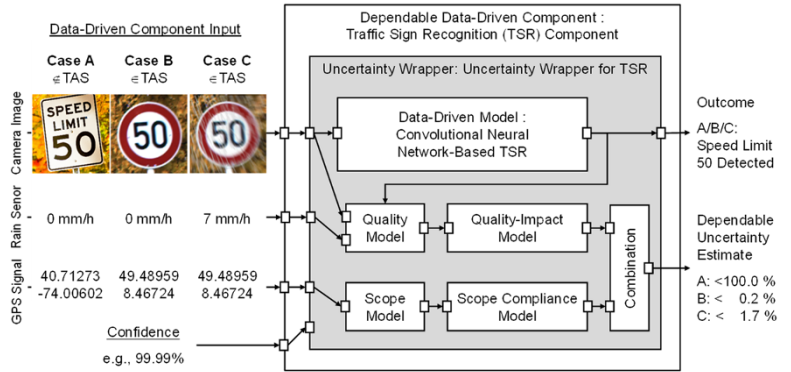 Data-Driven Component Input
Case A
∉TAS
Case B
∈TAS
Case C
∈TAS
Camera Image
SPEED
LIMIT
50
50
50
Rain Senor
0 mm/h
0 mm/h
7 mm/h
GPS Signal
40.71273
-74.00602
49.48959
8.46724
49.48959
8.46724
Confidence
e.g., 99.99%
Dependable Data-Driven Component :
Traffic Sign Recognition (TSR) Component
Uncertainty Wrapper: Uncertainty Wrapper for TSR
Data-Driven Model :
Convolutional Neural
Network-Based TSR
Quality
Model
Quality-Impact
Model
Scope
Model
Scope Compliance
Model
Combination
Outcome
A/B/C:
Speed Limit
50 Detected
Dependable
Uncertainty
Estimate
A: <100.0 %
B: < 0.2 %
C: < 1.7 %